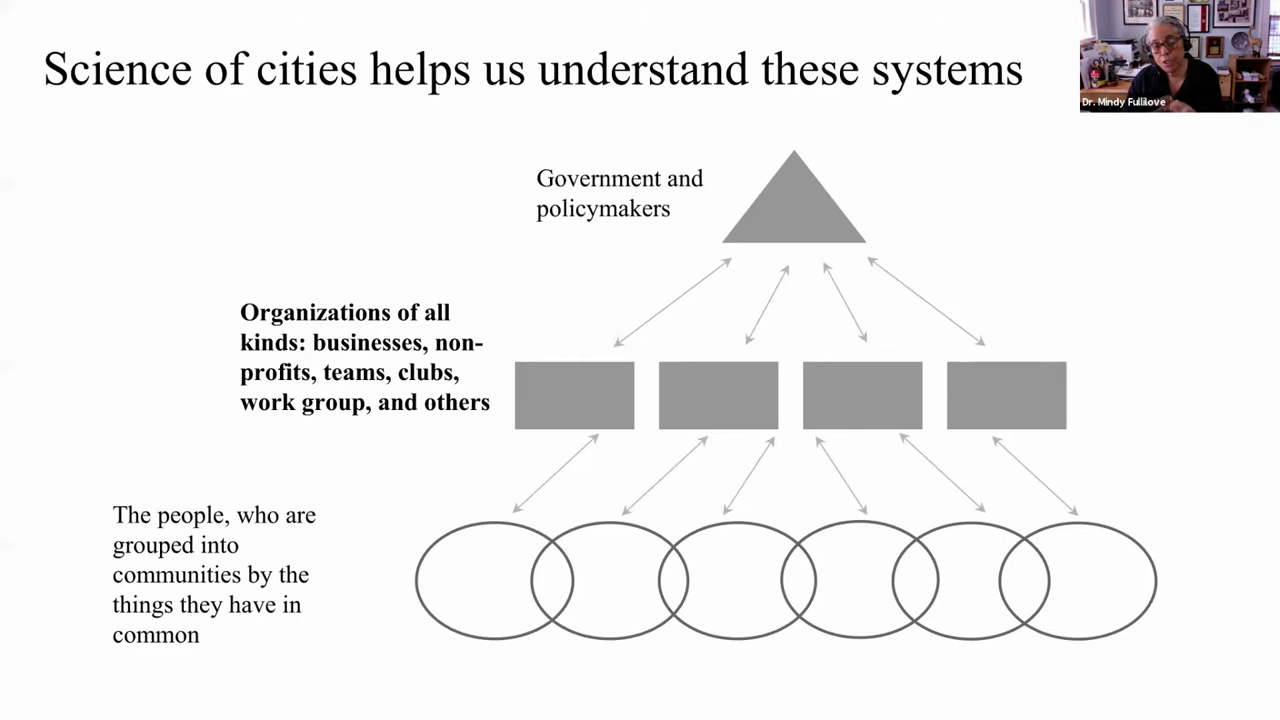 Science of cities helps us understand these systems
Dr. Mindy Fullilove
Government and
policymakers
Organizations of all
kinds: businesses, non-
profits, teams, clubs,
work group, and others
The people, who are
grouped into
communities by the
things they have in
common